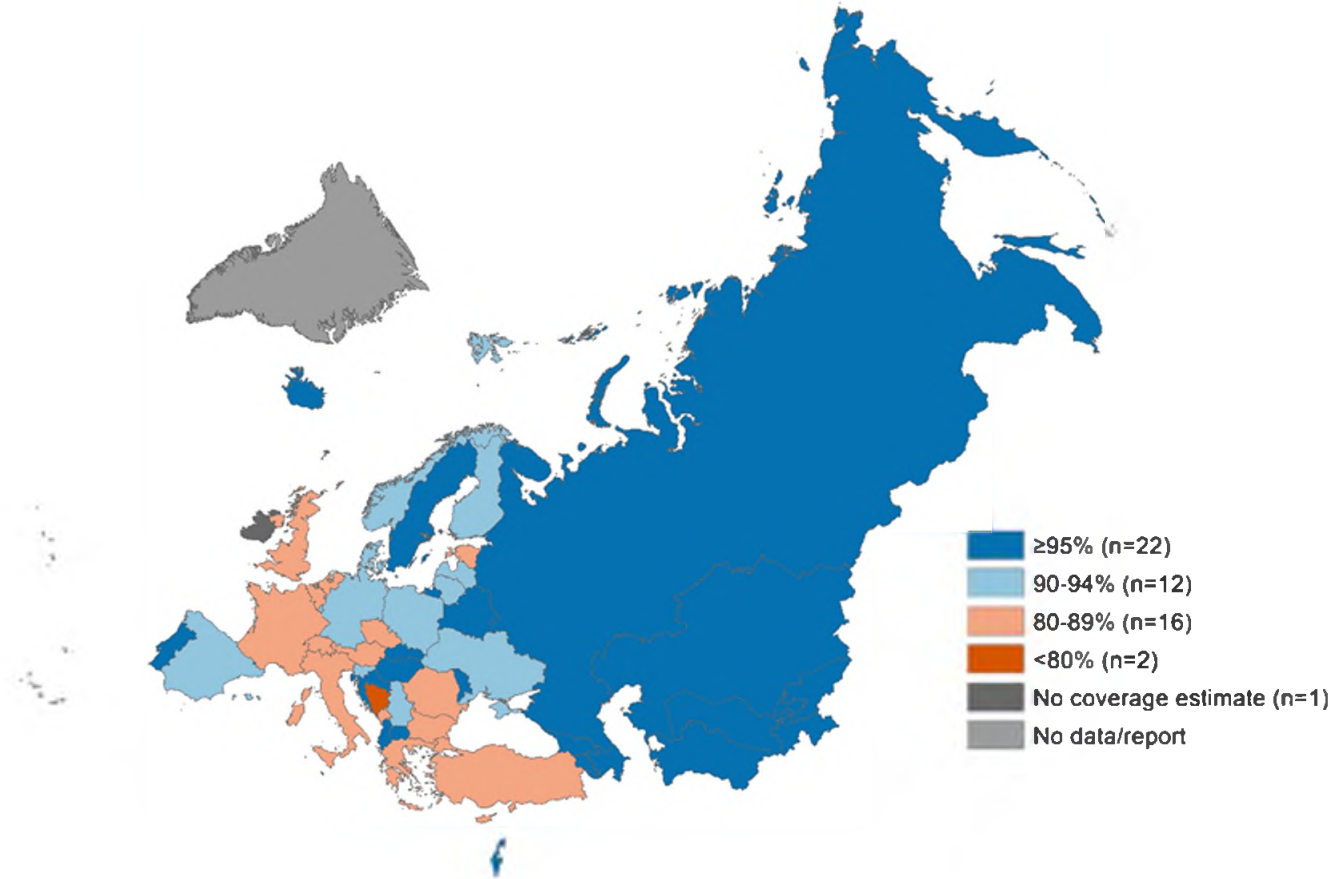 ≥95% (n=22)
90-94% (n=12)
80-89% (n=16)
<80% (n=2)
No coverage estimate (n=1)
No data/report